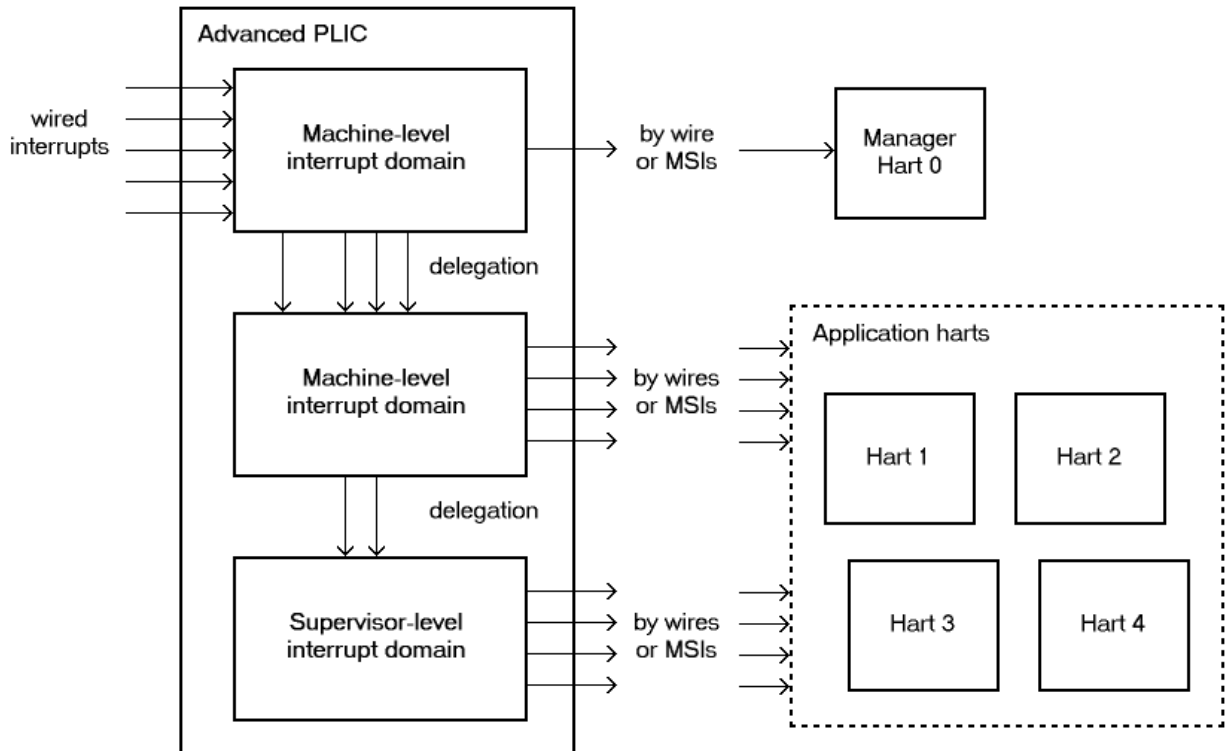 Advanced PLIC
wired
interrupts
Machine-level
interrupt domain
by wire
or MSIs
Manager
Hart 0
delegation
Machine-level
interrupt domain
by wires
or MSIs
Application harts
Hart 1
Hart 2
delegation
Supervisor-level
interrupt domain
by wires
or MSIs
Hart 3
Hart 4